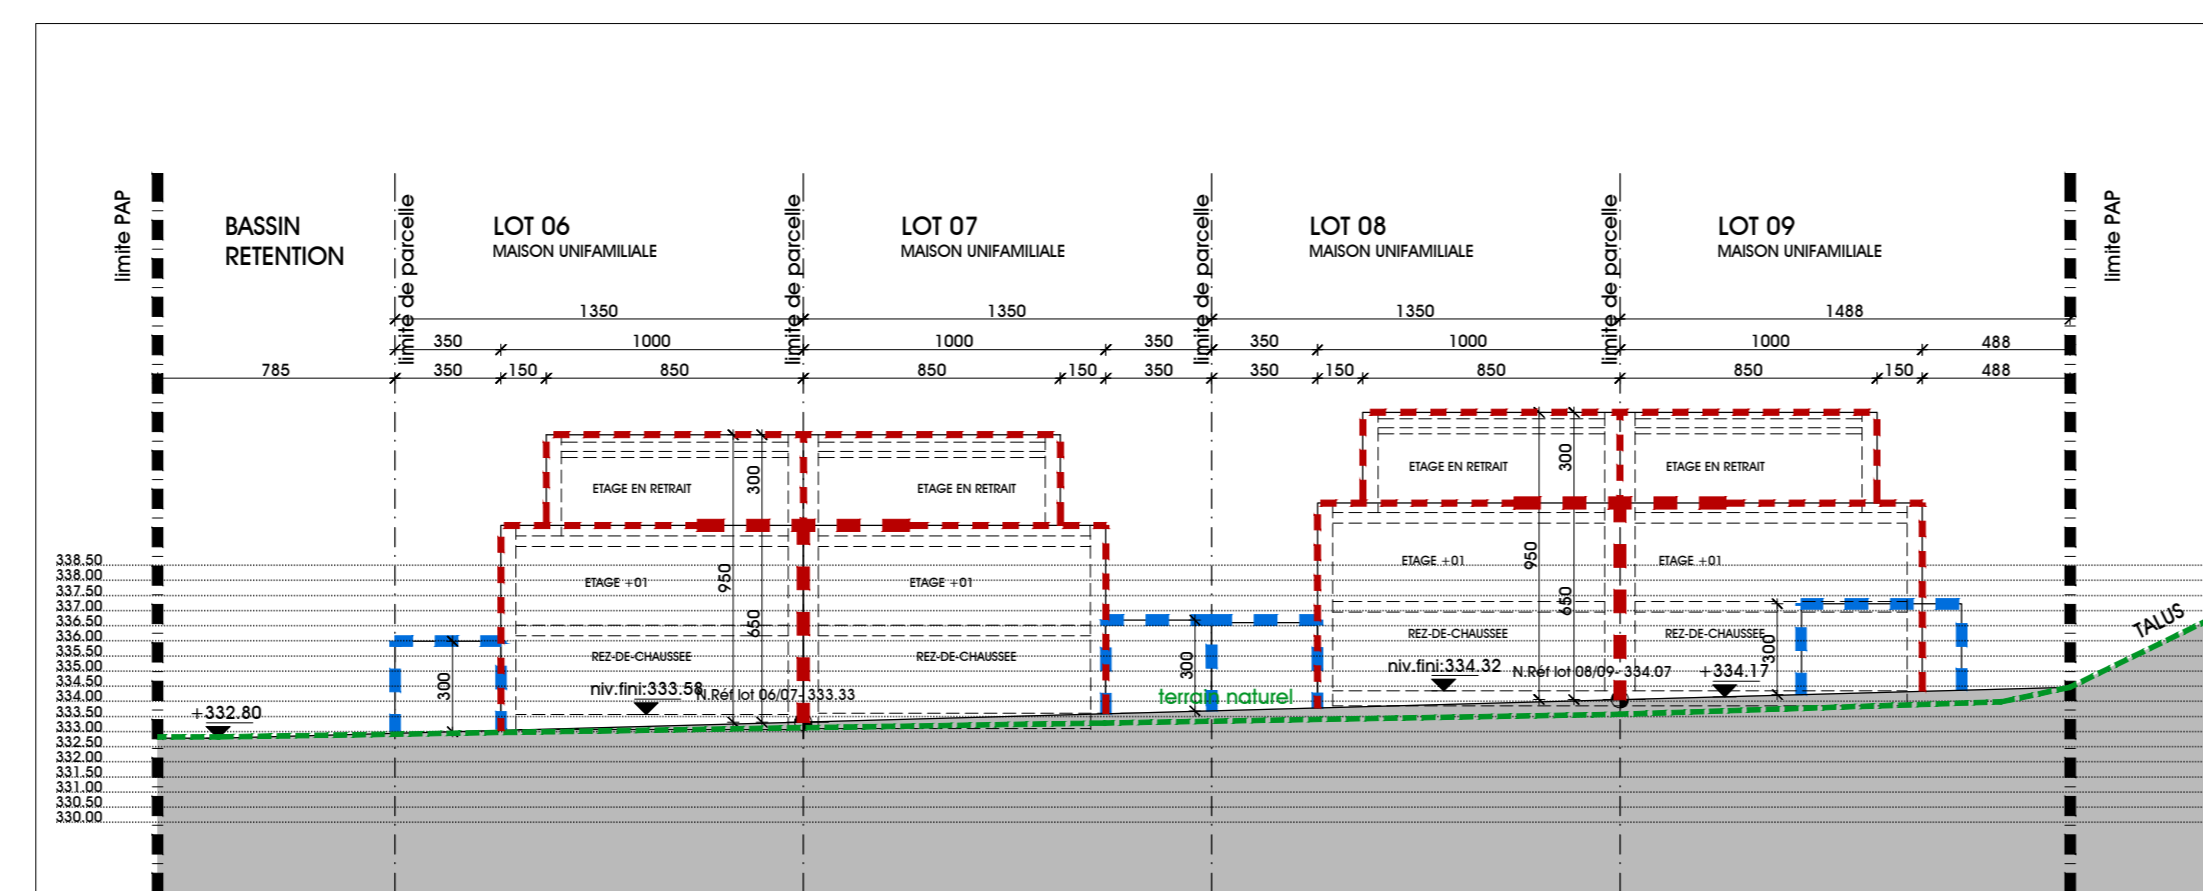 limite PAP
BASSIN
RETENTION
limite de parcelle
LOT 06
MAISON UNIFAMILIALE
limite de parcelle
LOT 07
MAISON UNIFAMILIALE
limite de parcelle
LOT 08
MAISON UNIFAMILIALE
limite de parcelle
LOT 09
MAISON UNIFAMILIALE
limite PAP
1350 1350 1350 1488
350 1000 1000 350 350 1000 1000 488
785 350 150 850 850 150 350 350 150 850 850 150 488
ETAGE EN RETRAIT
300
ETAGE EN RETRAIT
ETAGE EN RETRAIT
300
ETAGE EN RETRAIT
ETAGE +01
950
650
ETAGE +01
ETAGE +01
950
650
ETAGE +01
REZ-DE-CHAUSSEE
REZ-DE-CHAUSSEE
REZ-DE-CHAUSSEE
REZ-DE-CHAUSSEE
300
300
300
niv.fini:333.58
N.Réf lot 06/07- 333.33
terrain naturel
niv.fini:334.32
N.Réf lot 08/09- 334.07
+334.17
TALUS
+332.80
338.50
338.00
337.50
337.00
336.50
336.00
335.50
335.00
334.50
334.00
333.50
333.00
332.50
332.00
331.50
331.00
330.50
330.00